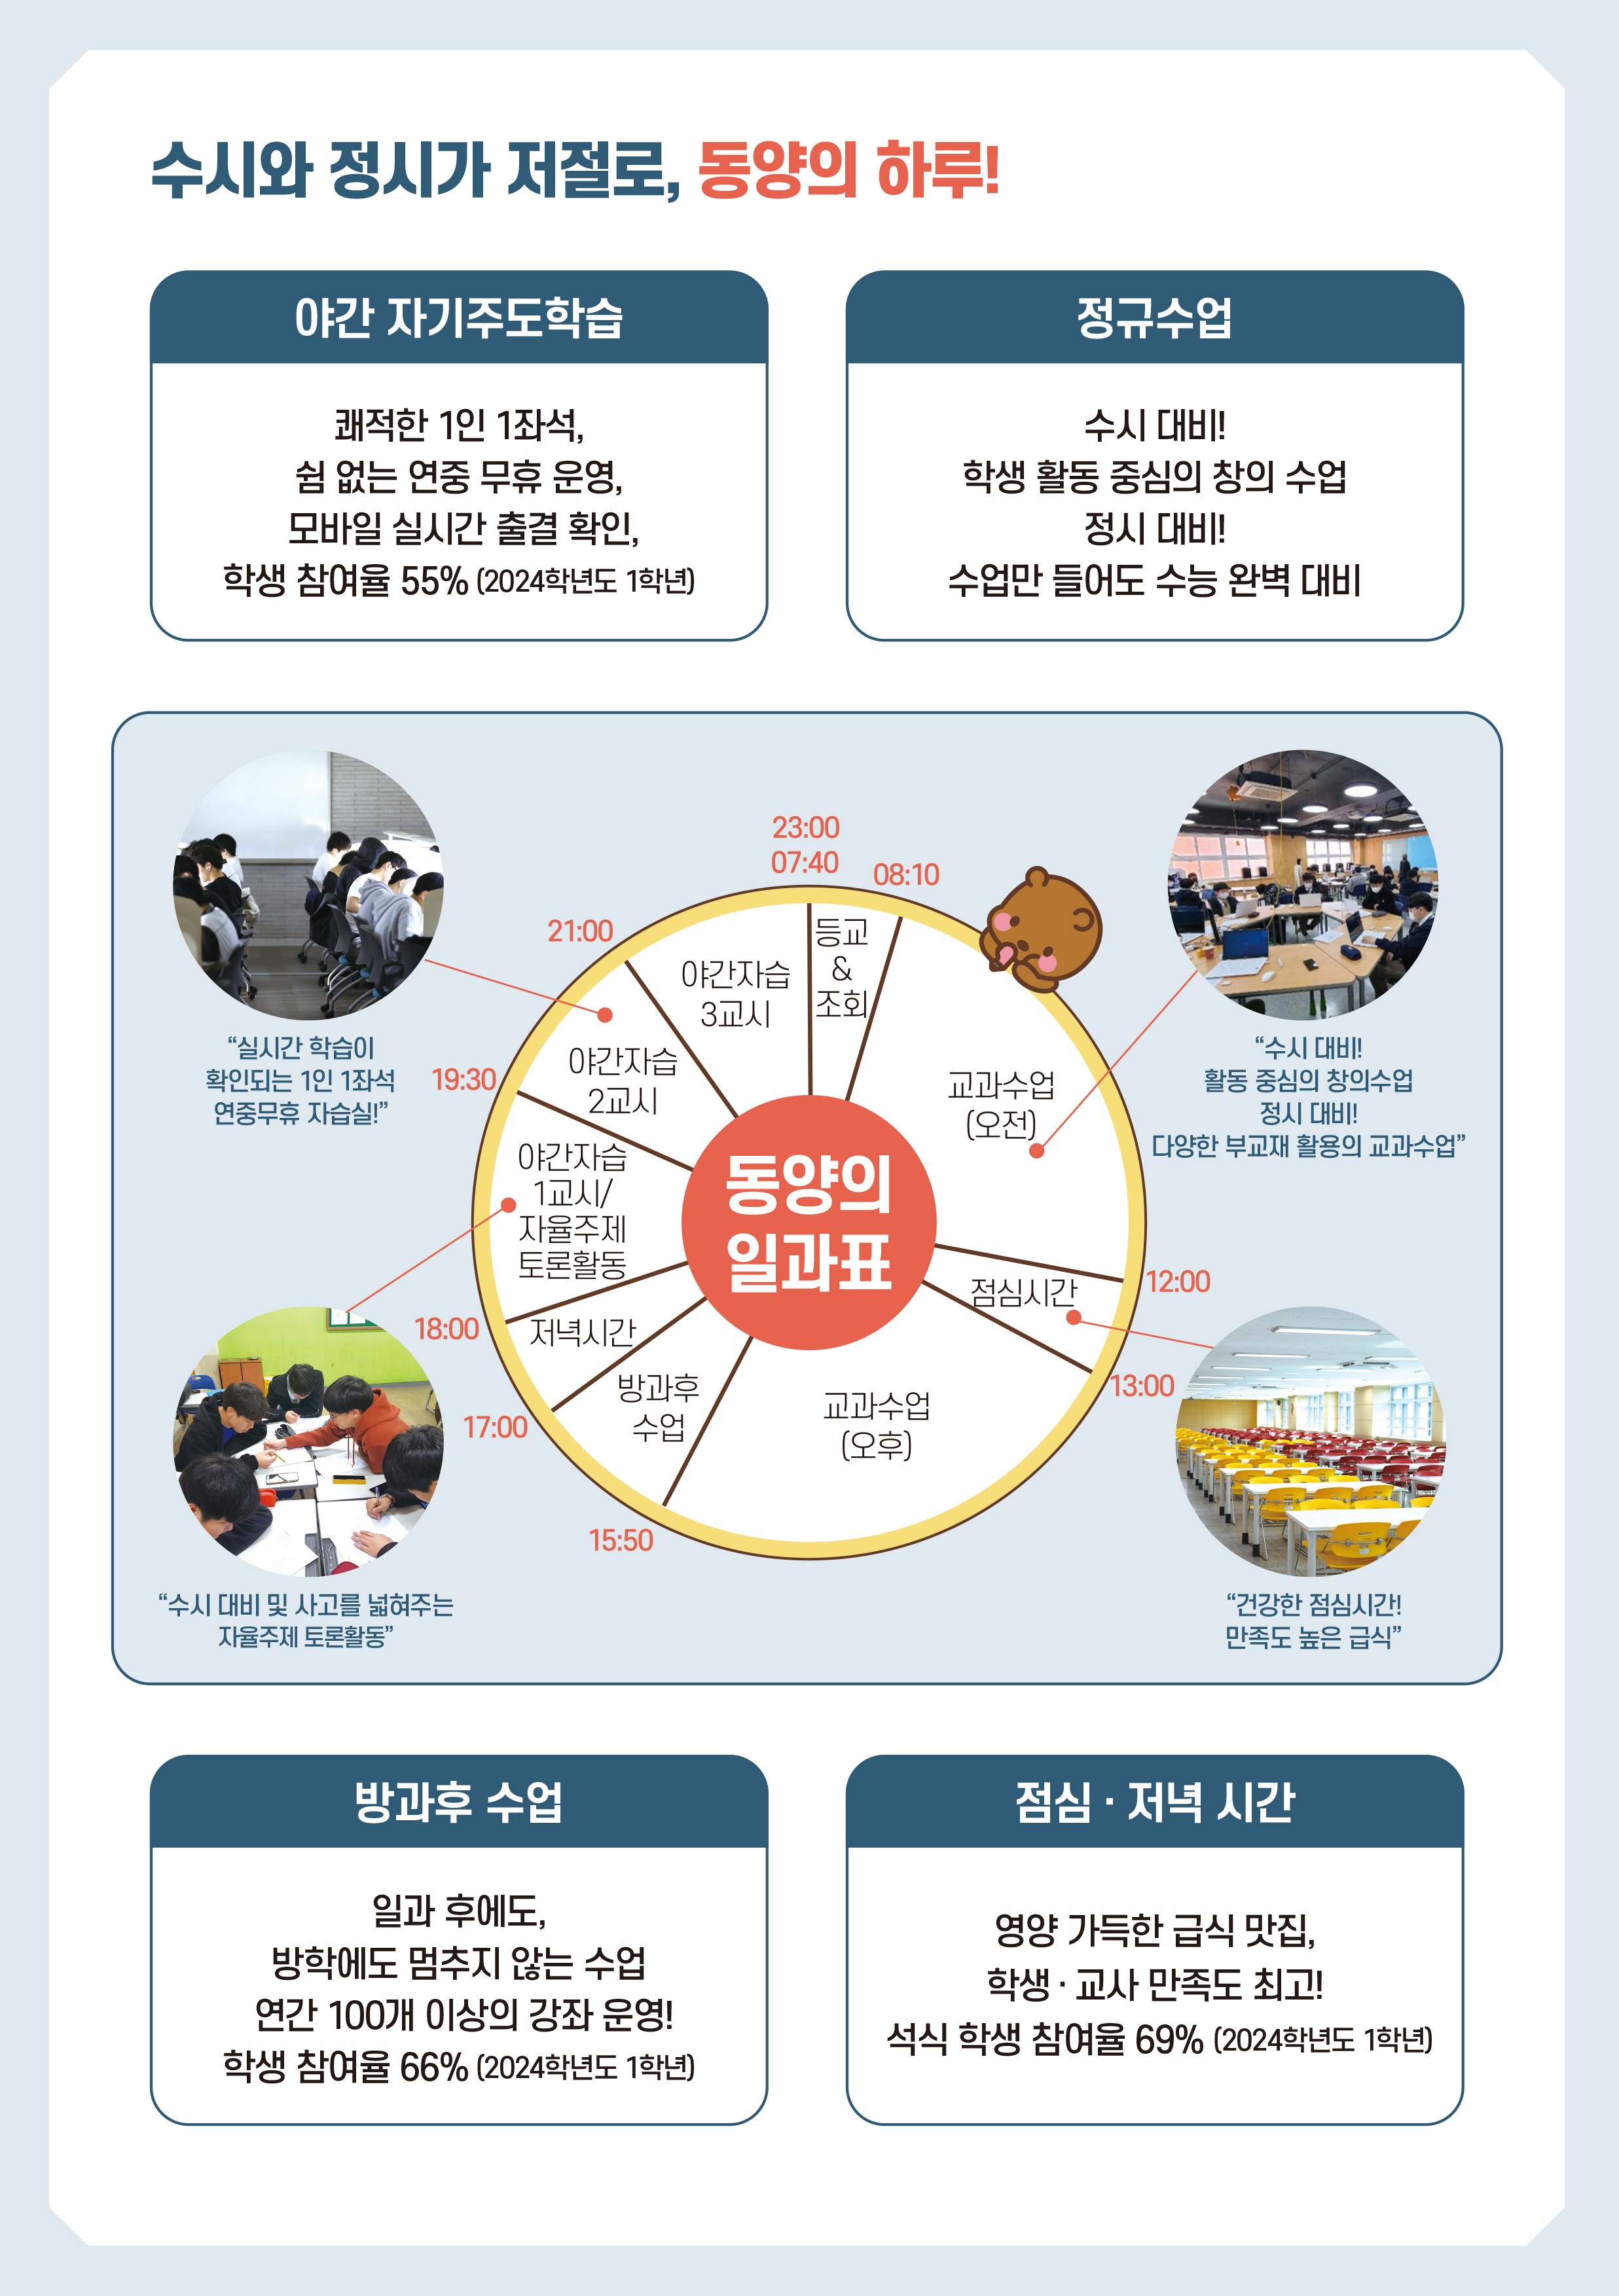 수시와 정시가 저절로, 동양의 하루!
야간 자기주도학습
쾌적한 1인 1좌석,
쉼 없는 연중 무휴 운영,
모바일 실시간 출결 확인,
학생 참여율 55% (2024학년도 1학년)
정규수업
수시 대비!
학생 활동 중심의 창의 수업
정시 대비!
수업만 들어도 수능 완벽 대비
23:00
07:40
08:10
21:00
19:30
18:00
17:00
15:50
12:00
13:00
등교
&
조회
교과수업
(오전)
점심시간
교과수업
(오후)
방과후
수업
저녁시간
야간자습
1교시/
자율주제
토론활동
야간자습
2교시
야간자습
3교시
동양의
일과표
“실시간 학습이
확인되는 1인 1좌석
연중무휴 자습실!”
“수시 대비!
활동 중심의 창의수업
정시 대비!
다양한 부교재 활용의 교과수업”
“수시 대비 및 사고를 넓혀주는
자율주제 토론활동”
“건강한 점심시간!
만족도 높은 급식”
방과후 수업
일과 후에도,
방학에도 멈추지 않는 수업
연간 100개 이상의 강좌 운영!
학생 참여율 66% (2024학년도 1학년)
점심 · 저녁 시간
영양 가득한 급식 맛집,
학생 · 교사 만족도 최고!
석식 학생 참여율 69% (2024학년도 1학년)